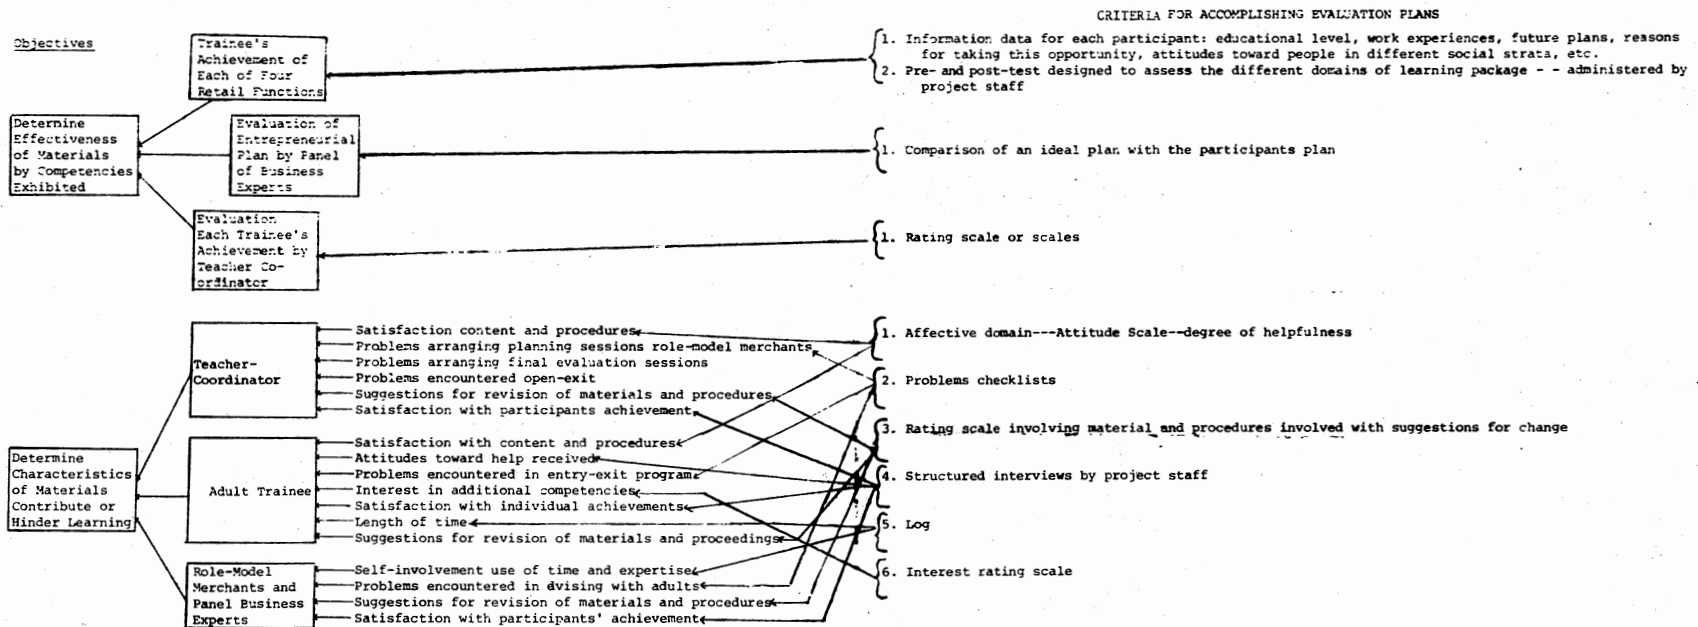 CRITERIA FOR ACCOMPLISHING EVALUATION PLANS
Objectives
Trainee's
Achievement of
Each of Four
Retail Functions
1. Information data for each participant: educational level, work experiences, future plans, reasons
for taking this opportunity, attitudes toward people in different social strata, etc.
2. Pre- and post-test designed to assess the different domains of learning package - - administered by
project staff
Determine
Effectiveness
of Materials
by Competencies
Exhibited
Evaluation of
Entrepreneurial
Plan by Panel
of Business
Experts
1. Comparison of an ideal plan with the participants plan
Evaluation
Each Trainee's
Achievement by
Teacher Co-
ordinator
1. Rating scale or scales
Teacher-
Coordinator
Satisfaction content and procedures
Problems arranging planning sessions role-model merchants
Problems arranging final evaluation sessions
Problems encountered open-exit
Suggestions for revision of materials and procedures
Satisfaction with participants achievement
1. Affective domain---Attitude Scale--degree of helpfulness
2. Problems checklists
3. Rating scale involving material and procedures involved with suggestions for change
4. Structured interviews by project staff
5. Log
6. Interest rating scale
Determine
Characteristics
of Materials
Contribute or
Hinder Learning
Adult Trainee
Satisfaction with content and procedures
Attitudes toward help received
Problems encountered in entry-exit program
Interest in additional competencies
Satisfaction with individual achievements
Length of time
Suggestions for revision of materials and proceedings
Role-Model
Merchants and
Panel Business
Experts
Self-involvement use of time and expertise
Problems encountered in dvising with adults
Suggestions for revision of materials and procedures
Satisfaction with participants' achievement